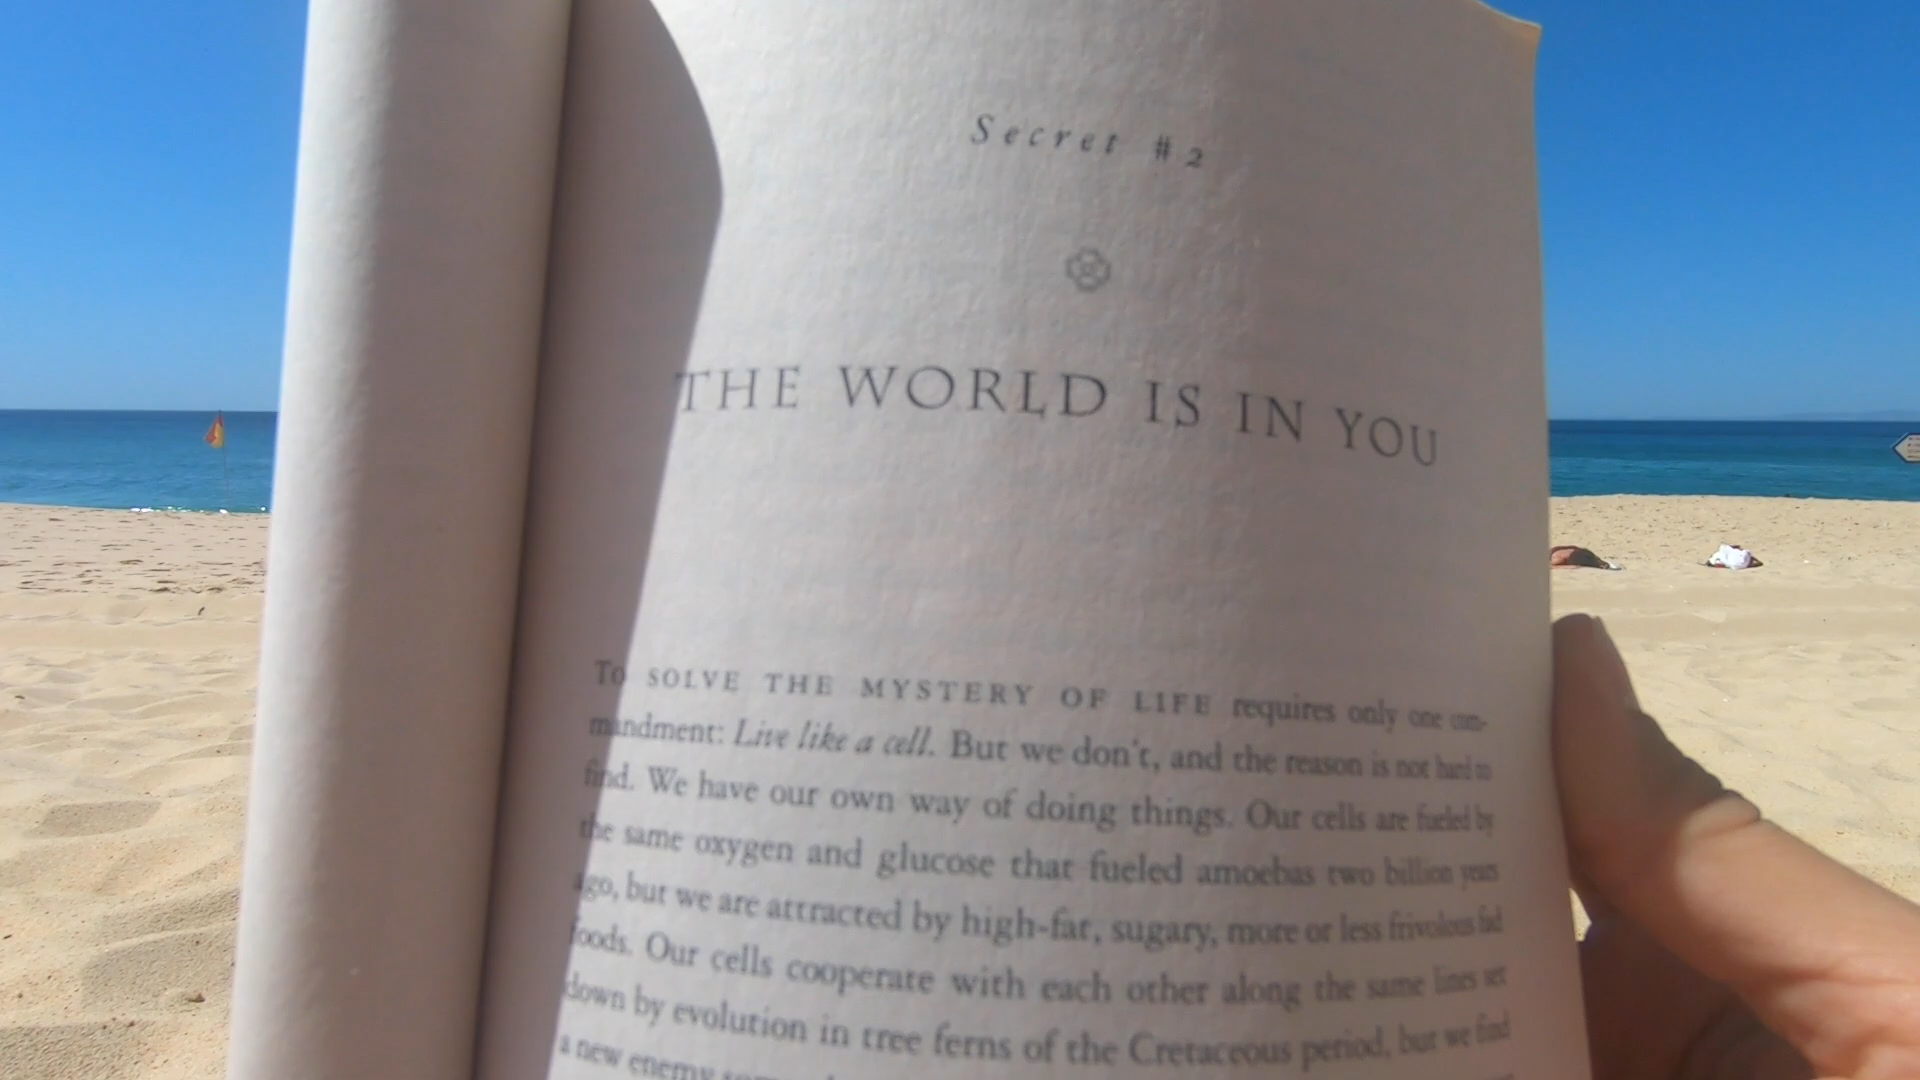 Secret #2
THE WORLD IS IN YOU
To SOLVE THE MYSTERY OF LIFE requires only one com-
mandment: Live like a cell. But we don't, and the reason is not hard to
find. We have our own way of doing things. Our cells are fueled by
the same oxygen and glucose that fueled amoebas two billion years
ago, but we are attracted by high-fat, sugary, more or less frivolous fad
foods. Our cells cooperate with each other along the same lines set
down by evolution in tree ferns of the Cretaceous period, but we find
a new enemy